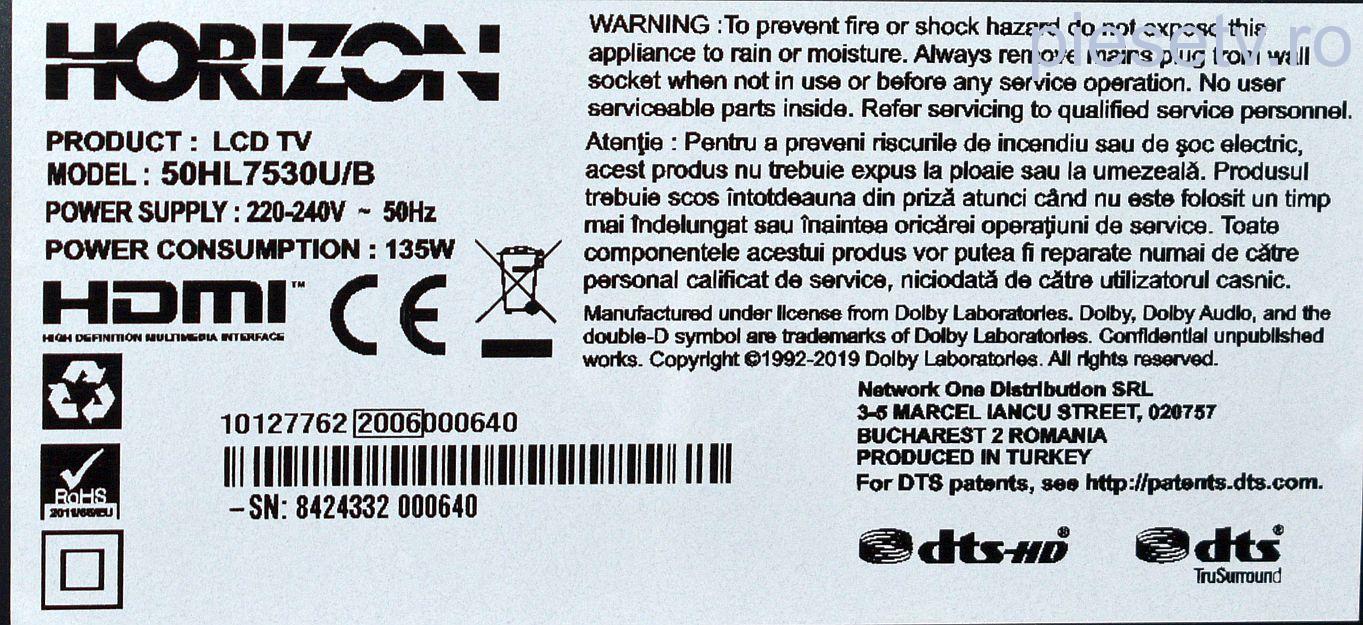 HORIZON
PRODUCT : LCD TV
MODEL : 50HL7530U/B
POWER SUPPLY : 220-240V ~ 50Hz
POWER CONSUMPTION : 135W
HDMI™
HIGH DEFINITION MULTIMEDIA INTERFACE
CE
RoHS
2011/65/EU
10127762 2006000640
-SN: 8424332 000640
piesetv.ro
WARNING :To prevent fire or shock hazard do not expose this
appliance to rain or moisture. Always remove mains plug from wall
socket when not in use or before any service operation. No user
serviceable parts inside. Refer servicing to qualified service personnel.
Atenţie : Pentru a preveni riscurile de incendiu sau de şoc electric,
acest produs nu trebuie expus la ploaie sau la umezeală. Produsul
trebuie scos întotdeauna din priză atunci când nu este folosit un timp
mai îndelungat sau înaintea oricărei operaţiuni de service. Toate
componentele acestui produs vor putea fi reparate numai de către
personal calificat de service, niciodată de către utilizatorul casnic.
Manufactured under license from Dolby Laboratories. Dolby, Dolby Audio, and the
double-D symbol are trademarks of Dolby Laboratories. Confidential unpublished
works. Copyright ©1992-2019 Dolby Laboratories. All rights reserved.
Network One Distribution SRL
3-5 MARCEL IANCU STREET, 020757
BUCHAREST 2 ROMANIA
PRODUCED IN TURKEY
For DTS patents, see http://patents.dts.com.
dts-HD®
dts®
TruSurround